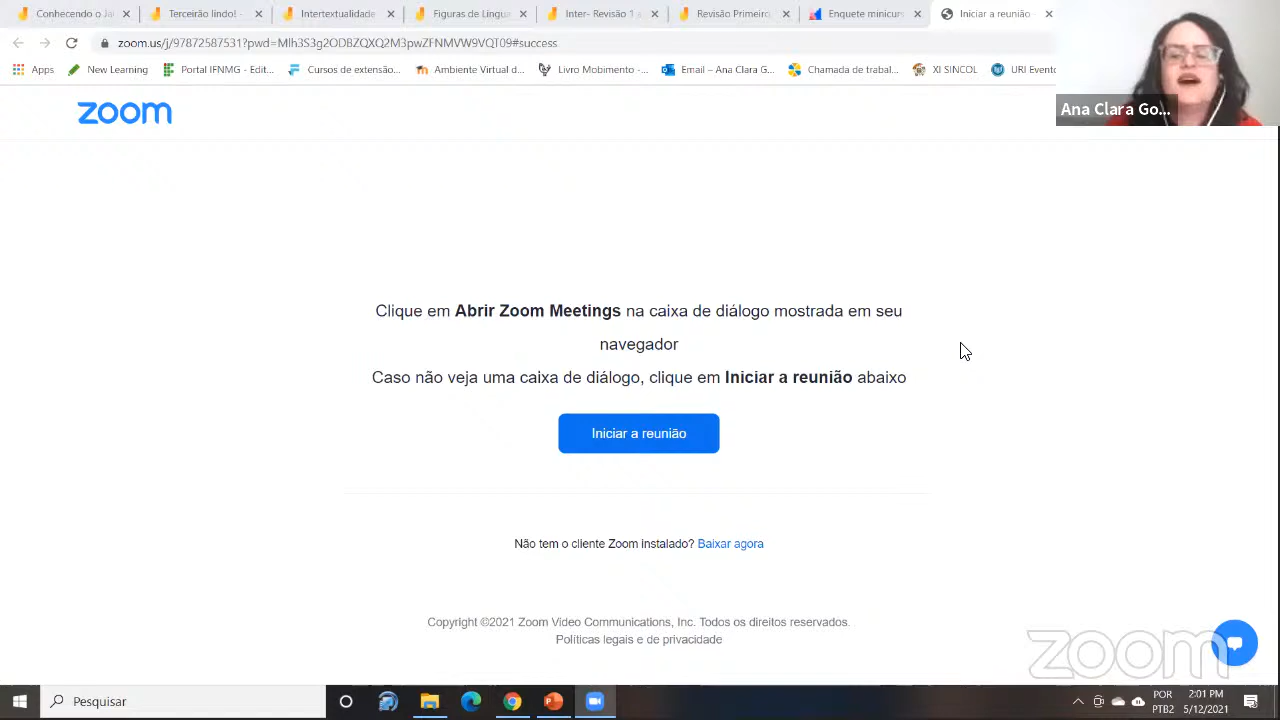 Conhecendo o Ja
Terceirão lindo! -
Intertextualidade
Figuras de Lingue
Inter- Revisão 1 s
Revisão Primeiro
Enquete minicurs
Iniciar a reunião
zoom.us/j/97872587531?pwd=Mlh3S3g2ODBZQXQ2M3pwZFNMVW9VQT09#success
Apps
New Learning
Portal IFNMG - Edit...
Cursos de extensão...
Ambiente Virtual d...
Livro Mobimento -...
Email – Ana Clara G...
Chamada de trabal...
XI SINCOL
URI Evento
Ana Clara Go...
zoom
Clique em Abrir Zoom Meetings na caixa de diálogo mostrada em seu
navegador
Caso não veja uma caixa de diálogo, clique em Iniciar a reunião abaixo
Iniciar a reunião
Não tem o cliente Zoom instalado? Baixar agora
Copyright ©2021 Zoom Video Communications, Inc. Todos os direitos reservados.
Políticas legais e de privacidade
zoom
Pesquisar
POR
PTB2
2:01 PM
5/12/2021